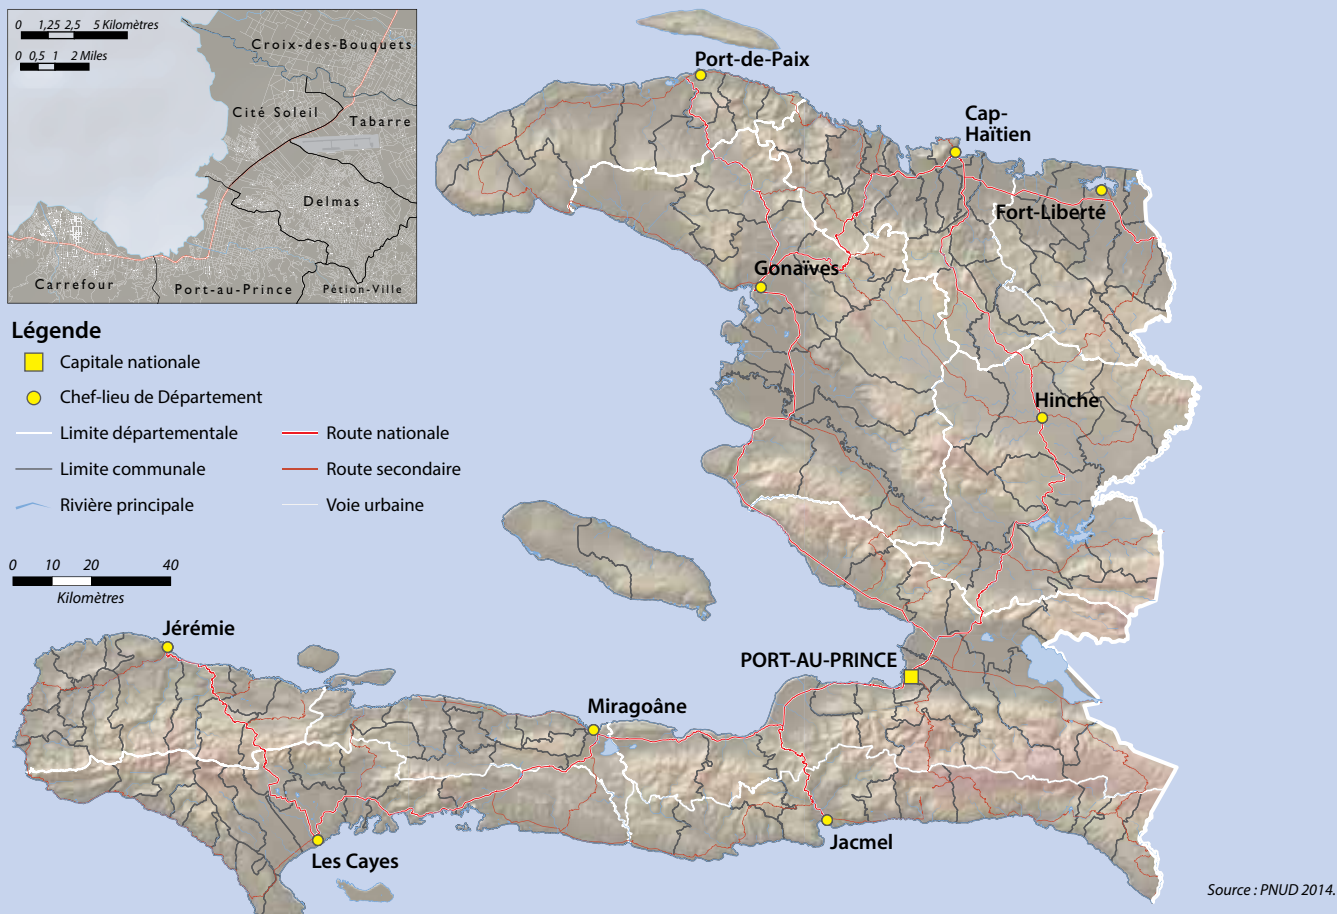 0 1,25 2,5 5 Kilomètres
0 0,5 1 2 Miles
Croix-des-Bouquets
Cité Soleil
Tabarre
Delmas
Carrefour
Port-au-Prince
Pétion-Ville
Légende
Capitale nationale
Chef-lieu de Département
Limite départementale
Route nationale
Limite communale
Route secondaire
Rivière principale
Voie urbaine
0 10 20 40
Kilomètres
Port-de-Paix
Cap-
Haïtien
Fort-Liberté
Gonaïves
Hinche
Jérémie
PORT-AU-PRINCE
Miragoâne
Jacmel
Les Cayes
Source : PNUD 2014.